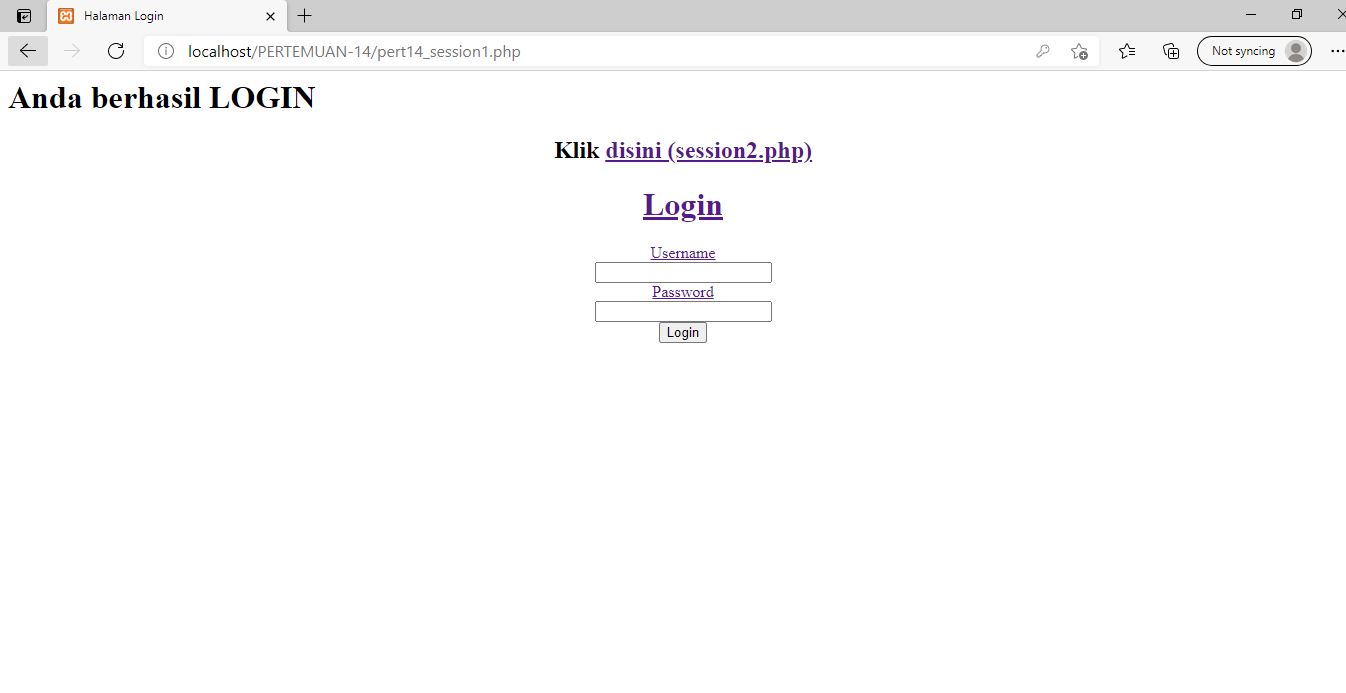 Halaman Login
localhost/PERTEMUAN-14/pert14_session1.php
Not syncing
Anda berhasil LOGIN
Klik disini (session2.php)
Login
Username
Password
Login